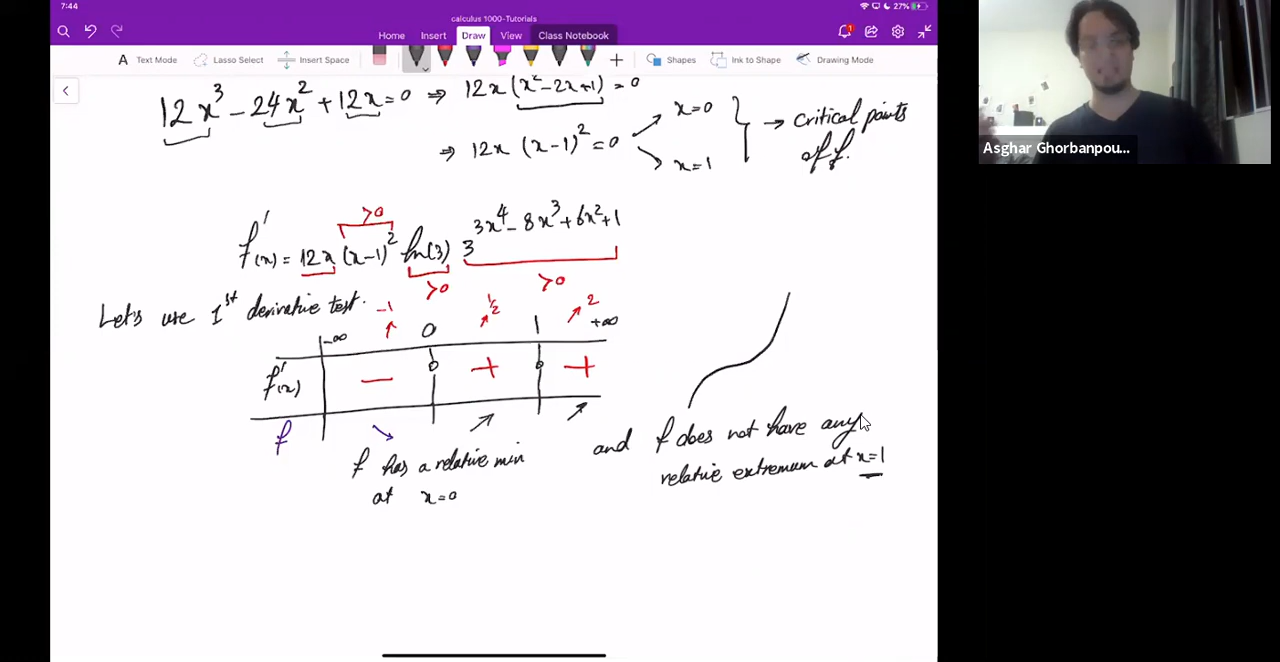 7:44
27%
calculus 1000-Tutorials
Home Insert Draw View Class Notebook
Text Mode Lasso Select Insert Space Shapes Ink to Shape Drawing Mode
12x³ - 24x² + 12x = 0 ⇒ 12x (x² - 2x + 1) = 0
⇒ 12x (x-1)² = 0
x=0
x=1
→ critical points
of f.
>0
f'(x) = 12x (x-1)² ln(3) 3^{3x⁴ - 8x³ + 6x² + 1}
>0 >0
Let's use 1st derivative test.
-1 ½ 2
-∞ 0 1 +∞
f'(x) − 0 + 0 +
f ↘ ↗ ↗
f has a relative min
at x=0
and f does not have any
relative extremum at x=1
Asghar Ghorbanpou...